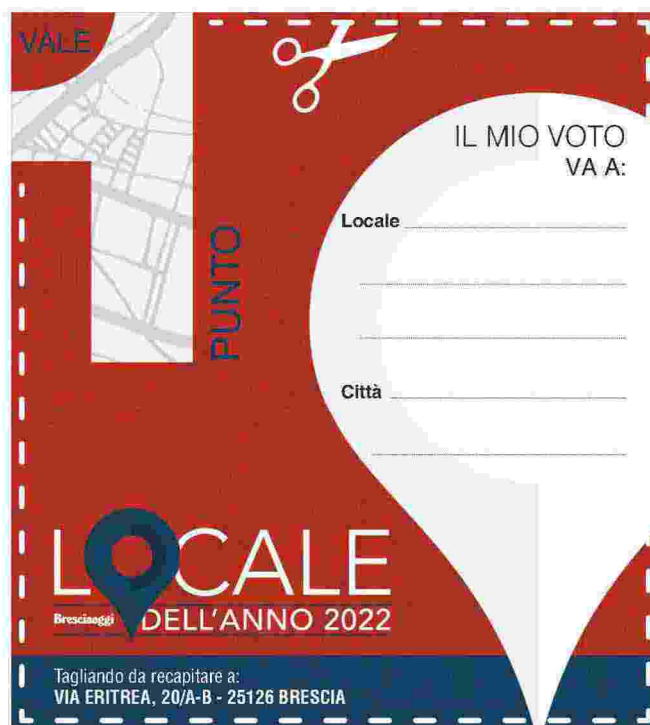 VALE
1
PUNTO
IL MIO VOTO
VA A:
Locale
Città
LOCALE
Bresciaoggi
DELL'ANNO 2022
Tagliando da recapitare a:
VIA ERITREA, 20/A-B - 25126 BRESCIA